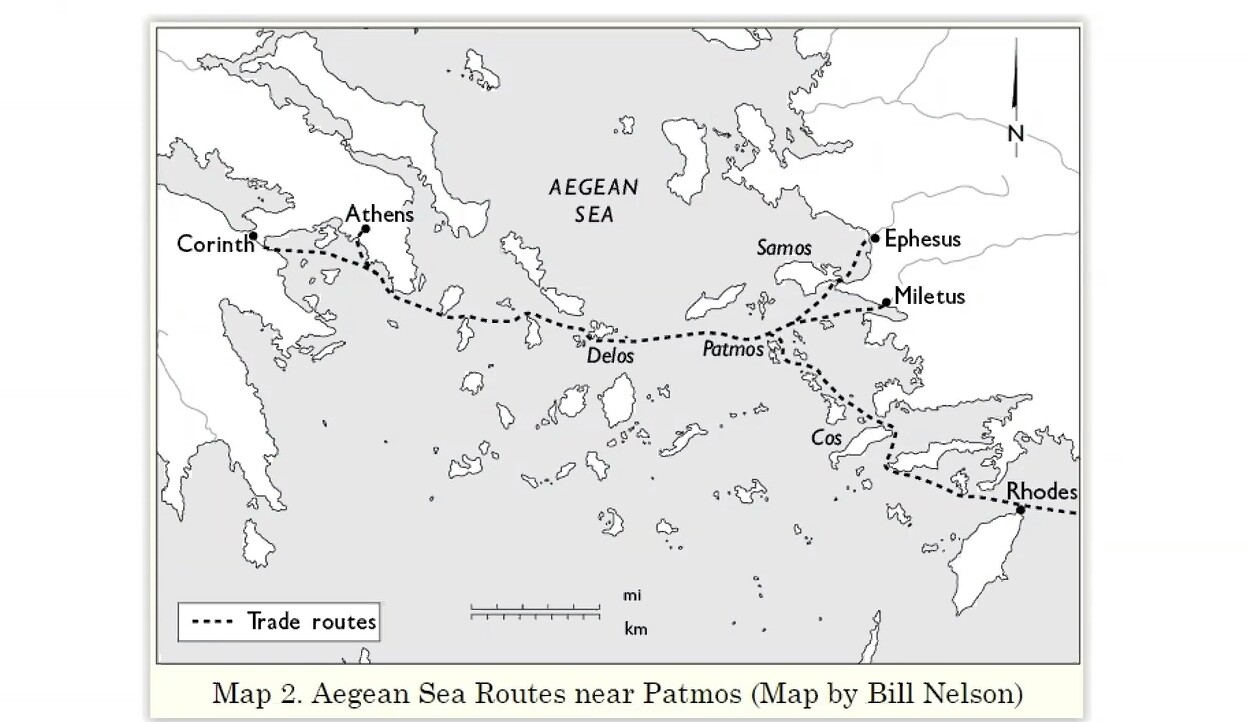 N
AEGEAN
SEA
Athens
Corinth
Samos
Ephesus
Miletus
Delos
Patmos
Cos
Rhodes
mi
km
Trade routes
Map 2. Aegean Sea Routes near Patmos (Map by Bill Nelson)